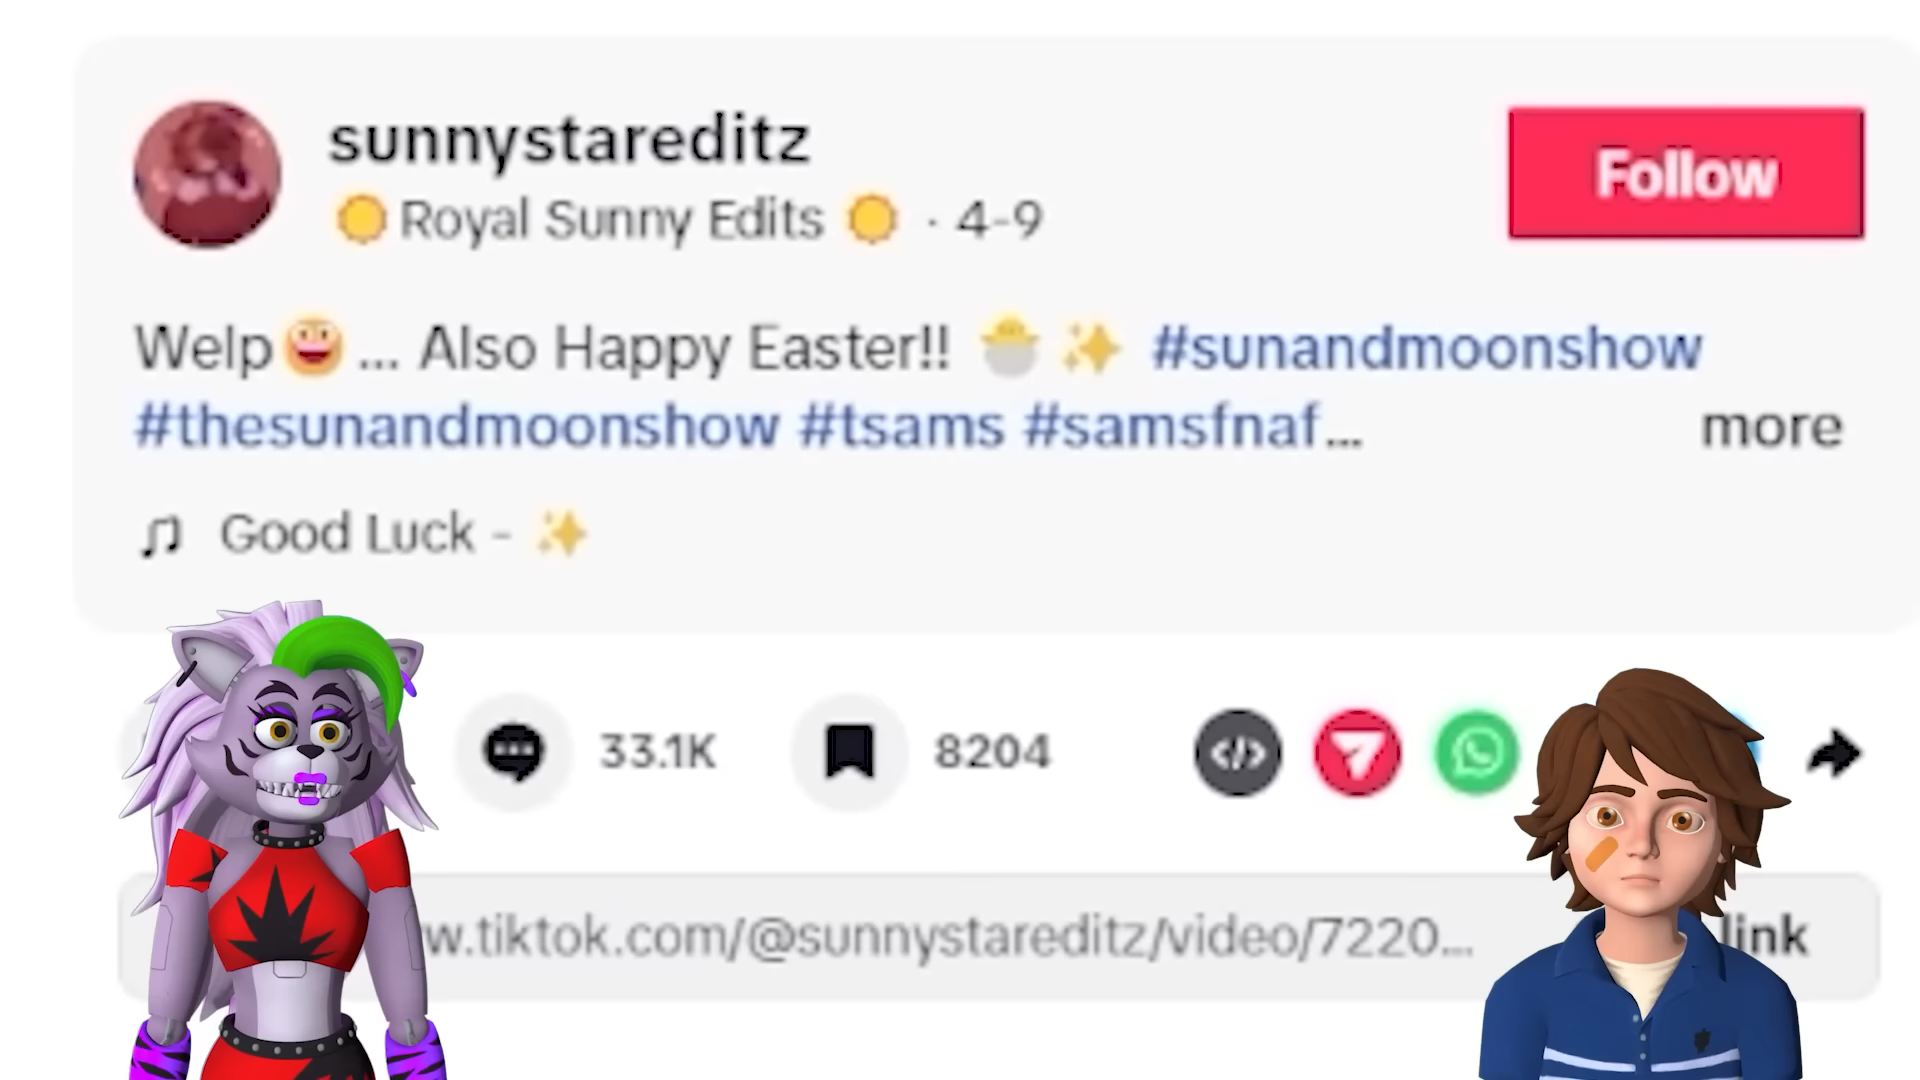 sunnystareditz
Royal Sunny Edits · 4-9
Follow
Welp😀... Also Happy Easter!! 🐣✨ #sunandmoonshow
#thesunandmoonshow #tsams #samsfnaf... more
Good Luck - ✨
33.1K
8204
w.tiktok.com/@sunnystareditz/video/7220...
link